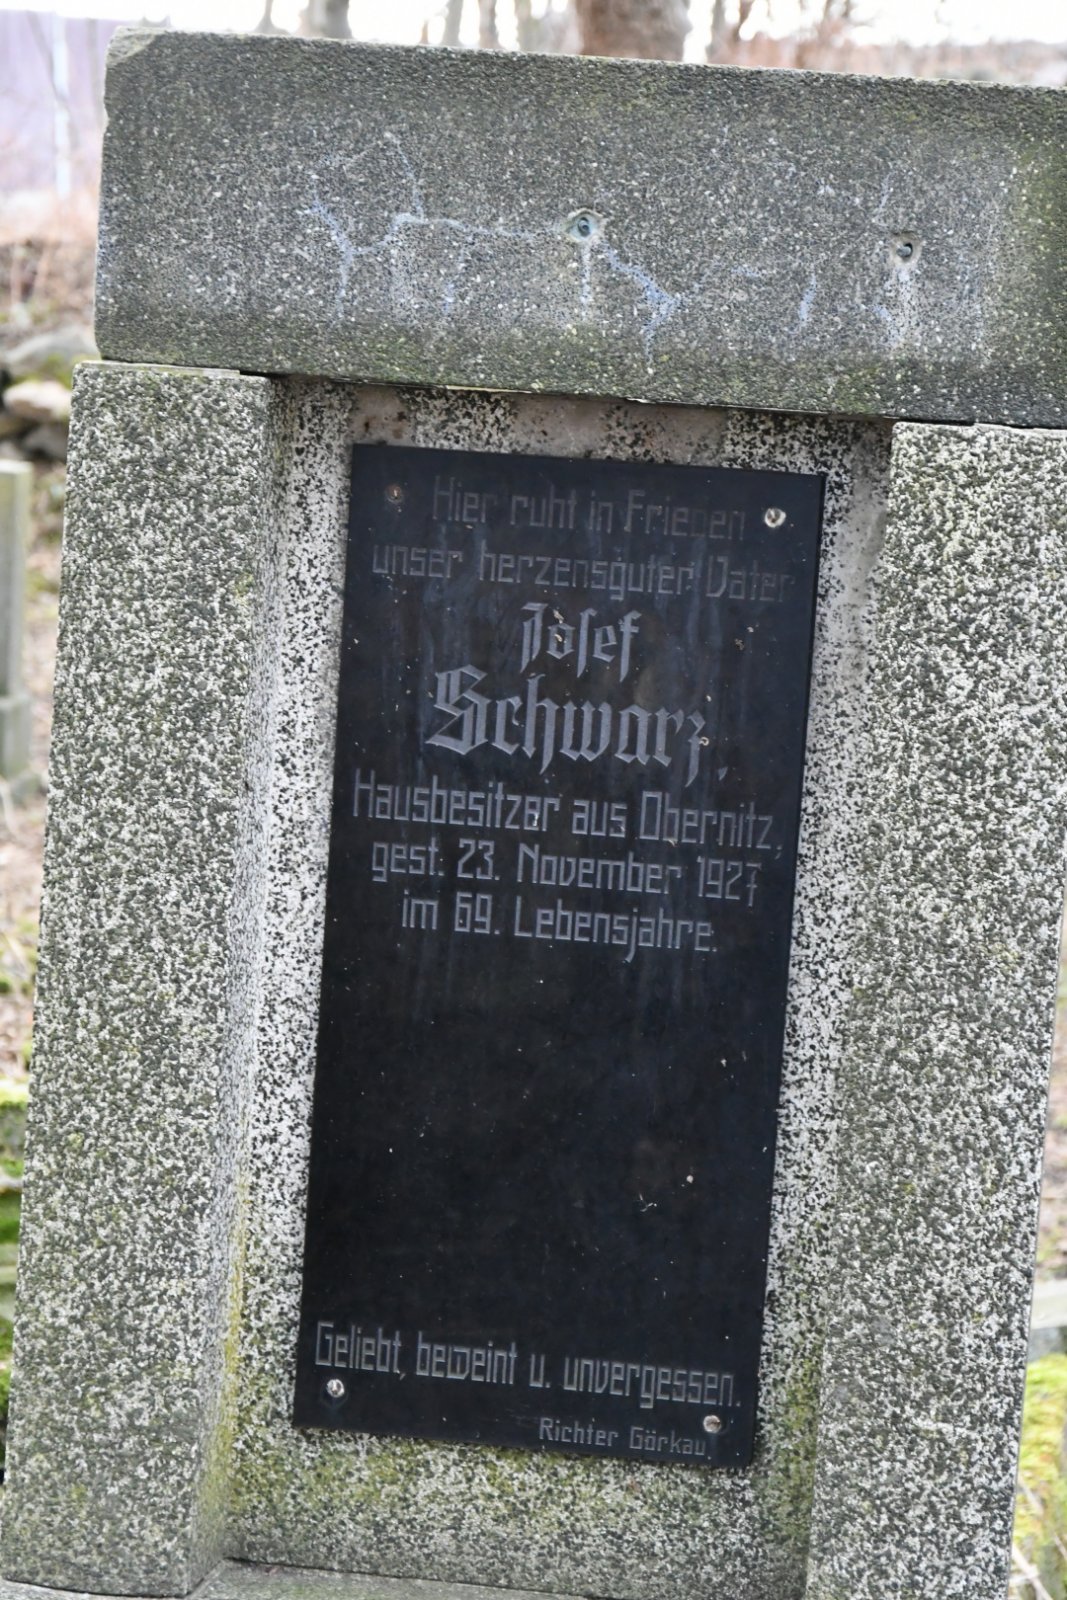 Hier ruht in Frieden
unser herzensguter Vater
Josef
Schwarz,
Hausbesitzer aus Obernitz,
gest. 23. November 1927
im 69. Lebensjahre.
Geliebt, beweint u. unvergessen.
Richter Görkau